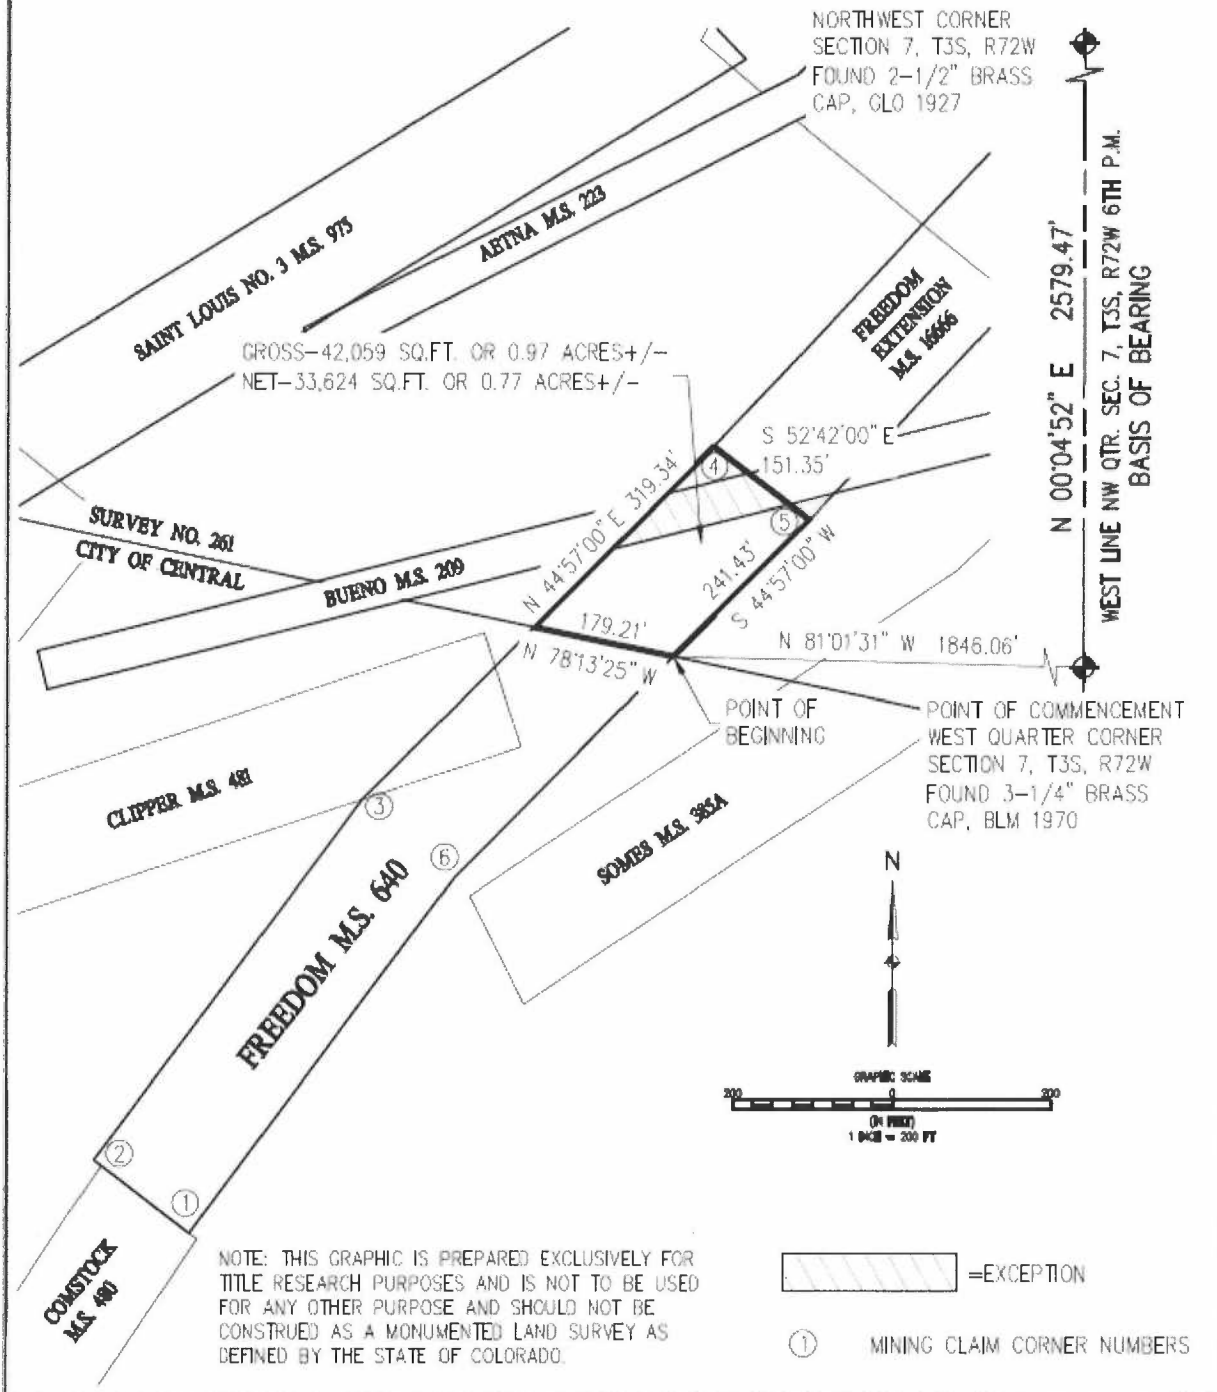 NORTHWEST CORNER
SECTION 7, T3S, R72W
FOUND 2-1/2" BRASS
CAP, GLO 1927
N 00°04'52" E 2579.47'
WEST LINE NW QTR. SEC. 7, T3S, R72W 6TH P.M.
BASIS OF BEARING
SAINT LOUIS NO. 3 M.S. 975
AETNA M.S. 223
FREEDOM
EXTENSION
M.S. 16666
GROSS-42,059 SQ.FT. OR 0.97 ACRES+/-
NET-33,624 SQ.FT. OR 0.77 ACRES+/-
S 52°42'00" E
151.35'
4
5
N 44°57'00" E 319.34'
241.43'
S 44°57'00" W
179.21'
N 78°13'25" W
SURVEY NO. 261
CITY OF CENTRAL
BUENO M.S. 209
N 81°01'31" W 1846.06'
POINT OF
BEGINNING
POINT OF COMMENCEMENT
WEST QUARTER CORNER
SECTION 7, T3S, R72W
FOUND 3-1/4" BRASS
CAP, BLM 1970
CLIPPER M.S. 481
3
6
SOMES M.S. 385A
FREEDOM M.S. 640
N
GRAPHIC SCALE
200 0 200
(IN FEET)
1 INCH = 200 FT
2
1
COMSTOCK
M.S. 480
NOTE: THIS GRAPHIC IS PREPARED EXCLUSIVELY FOR
TITLE RESEARCH PURPOSES AND IS NOT TO BE USED
FOR ANY OTHER PURPOSE AND SHOULD NOT BE
CONSTRUED AS A MONUMENTED LAND SURVEY AS
DEFINED BY THE STATE OF COLORADO.
=EXCEPTION
1 MINING CLAIM CORNER NUMBERS